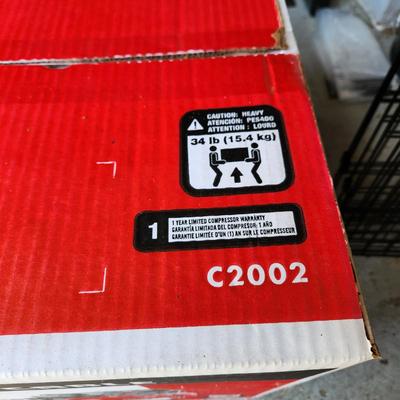 CAUTION: HEAVY
ATENCIÓN: PESADO
ATTENTION : LOURD
34 lb (15.4 kg)
1
1 YEAR LIMITED COMPRESSOR WARRANTY
GARANTÍA LIMITADA DEL COMPRESOR: 1 AÑO
GARANTIE LIMITÉE D'UN (1) AN SUR LE COMPRESSEUR
C2002